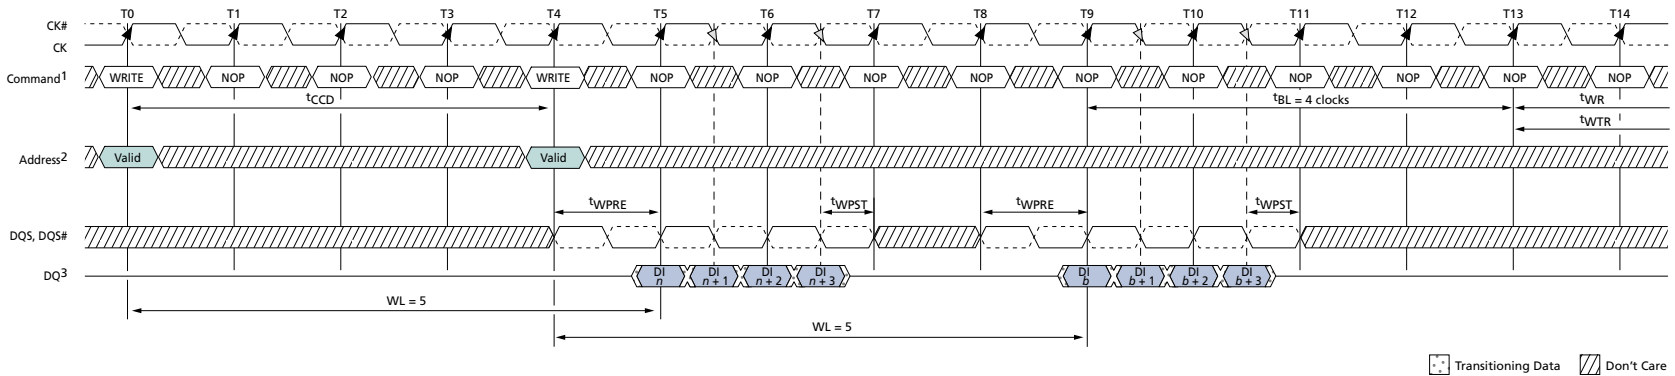 T0 T1 T2 T3 T4 T5 T6 T7 T8 T9 T10 T11 T12 T13 T14
CK#
CK
Command1 WRITE NOP NOP NOP WRITE NOP NOP NOP NOP NOP NOP NOP NOP NOP NOP
tCCD tBL = 4 clocks tWR
tWTR
Address2 Valid Valid
tWPRE tWPST tWPRE tWPST
DQS, DQS#
DQ3 DI n DI n + 1 DI n + 2 DI n + 3 DI b DI b + 1 DI b + 2 DI b + 3
WL = 5
WL = 5
Transitioning Data Don't Care